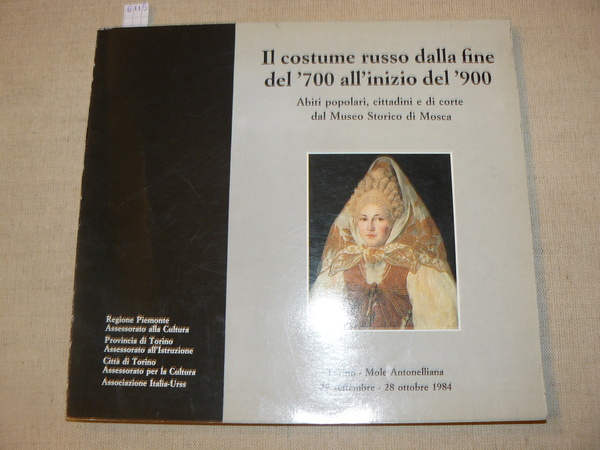 Il costume russo dalla fine
del '700 all'inizio del '900
Abiti popolari, cittadini e di corte
dal Museo Storico di Mosca
Regione Piemonte
Assessorato alla Cultura
Provincia di Torino
Assessorato all'Istruzione
Città di Torino
Assessorato per la Cultura
Associazione Italia-Urss
Torino - Mole Antonelliana
settembre - 28 ottobre 1984